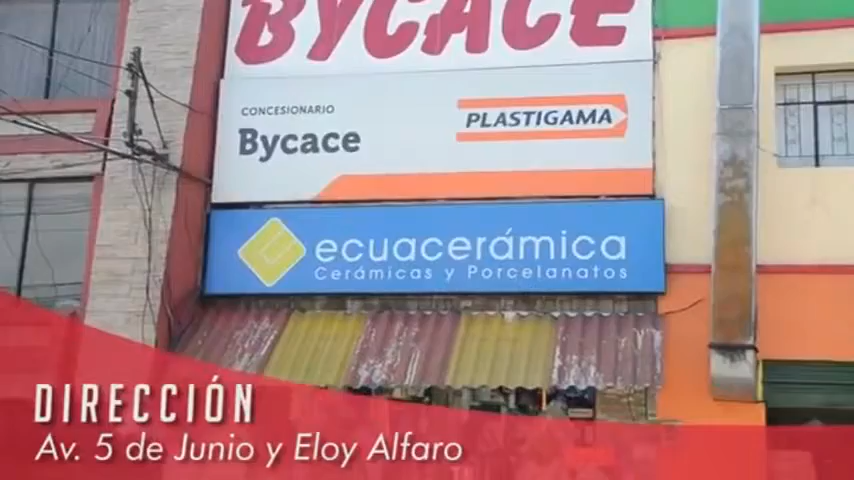 BYCACE
CONCESIONARIO
Bycace
PLASTIGAMA
ecuacerámica
Cerámicas y Porcelanatos
DIRECCIÓN
Av. 5 de Junio y Eloy Alfaro